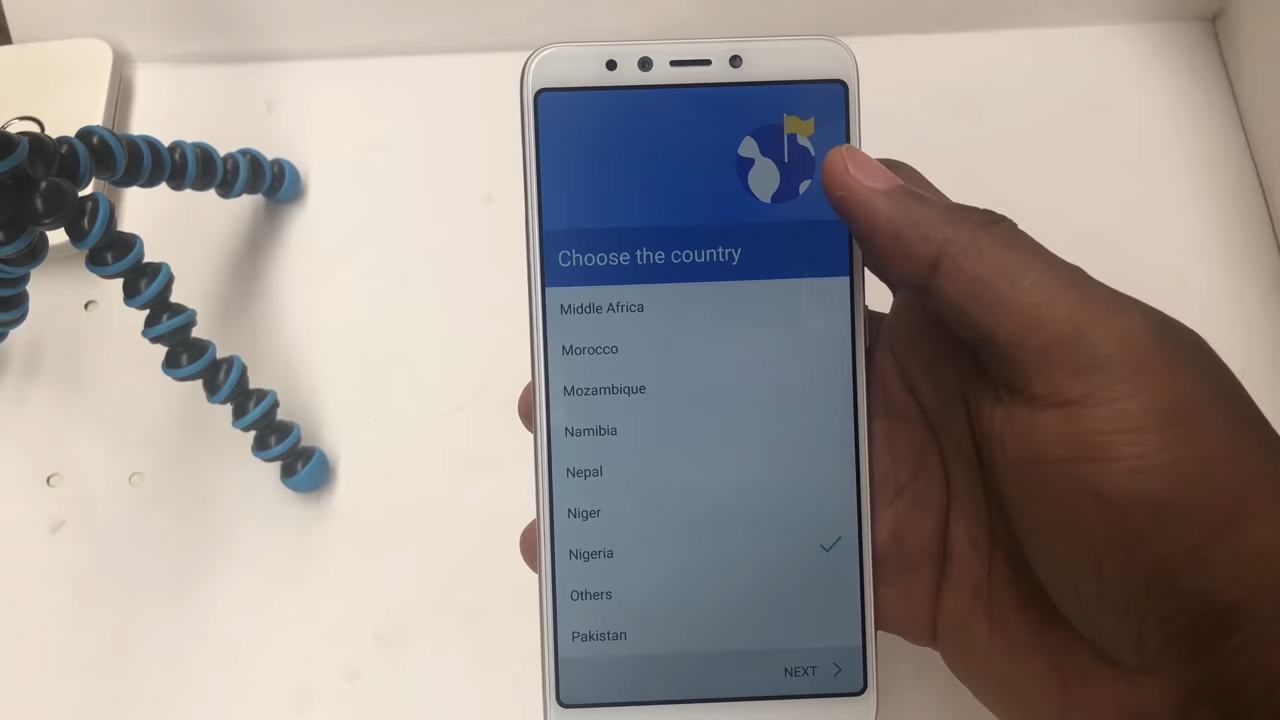 Choose the country
Middle Africa
Morocco
Mozambique
Namibia
Nepal
Niger
Nigeria
Others
Pakistan
NEXT